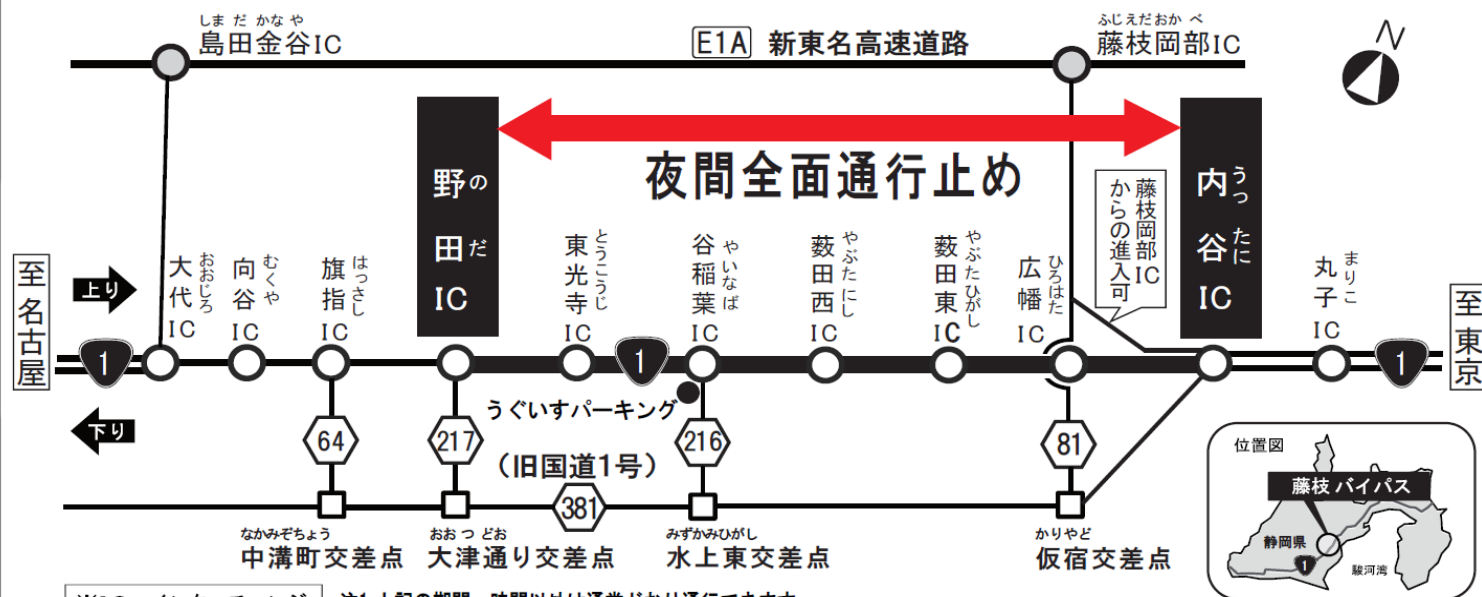 しまだかなや
島田金谷IC
E1A 新東名高速道路
ふじえだおかべ
藤枝岡部IC
N
夜間全面通行止め
野田IC
のだ
内谷IC
うつたに
藤枝岡部IC
からの進入可
至名古屋
上り
下り
1
大代IC
おおじろ
向谷IC
むくや
旗指IC
はっさし
東光寺IC
とうこうじ
1
谷稲葉IC
やいなば
薮田西IC
やぶたにし
薮田東IC
やぶたひがし
広幡IC
ひろはた
丸子IC
まりこ
1
至東京
うぐいすパーキング
64
217
(旧国道1号)
216
81
381
なかみぞちょう
中溝町交差点
おおつどお
大津通り交差点
みずかみひがし
水上東交差点
かりやど
仮宿交差点
位置図
藤枝バイパス
静岡県
1
駿河湾